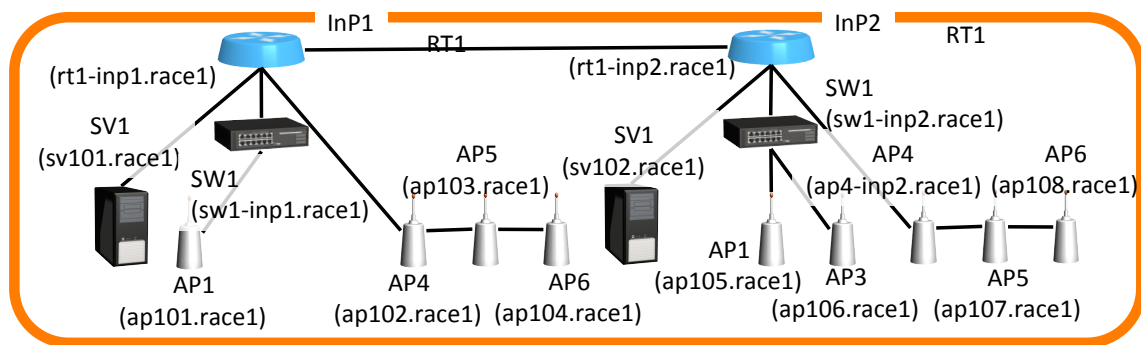 InP1
RT1
(rt1-inp1.race1)
SV1
(sv101.race1)
SW1
(sw1-inp1.race1)
AP1
(ap101.race1)
AP5
(ap103.race1)
AP4
(ap102.race1)
AP6
(ap104.race1)
InP2
RT1
(rt1-inp2.race1)
SW1
(sw1-inp2.race1)
SV1
(sv102.race1)
AP4
(ap4-inp2.race1)
AP6
(ap108.race1)
AP1
(ap105.race1)
AP3
(ap106.race1)
AP5
(ap107.race1)